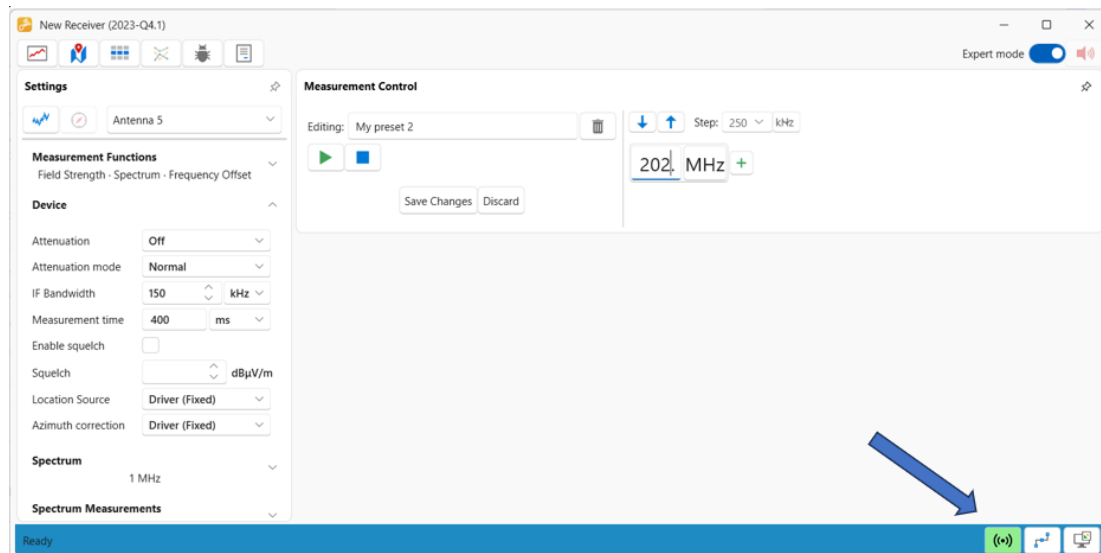 New Receiver (2023-Q4.1)
Expert mode
Settings
Measurement Control
Antenna 5
Editing: My preset 2
Step: 250 kHz
Measurement Functions
Field Strength · Spectrum · Frequency Offset
202. MHz +
Device
Save Changes Discard
Attenuation Off
Attenuation mode Normal
IF Bandwidth 150 kHz
Measurement time 400 ms
Enable squelch
Squelch dBµV/m
Location Source Driver (Fixed)
Azimuth correction Driver (Fixed)
Spectrum
1 MHz
Spectrum Measurements
Ready